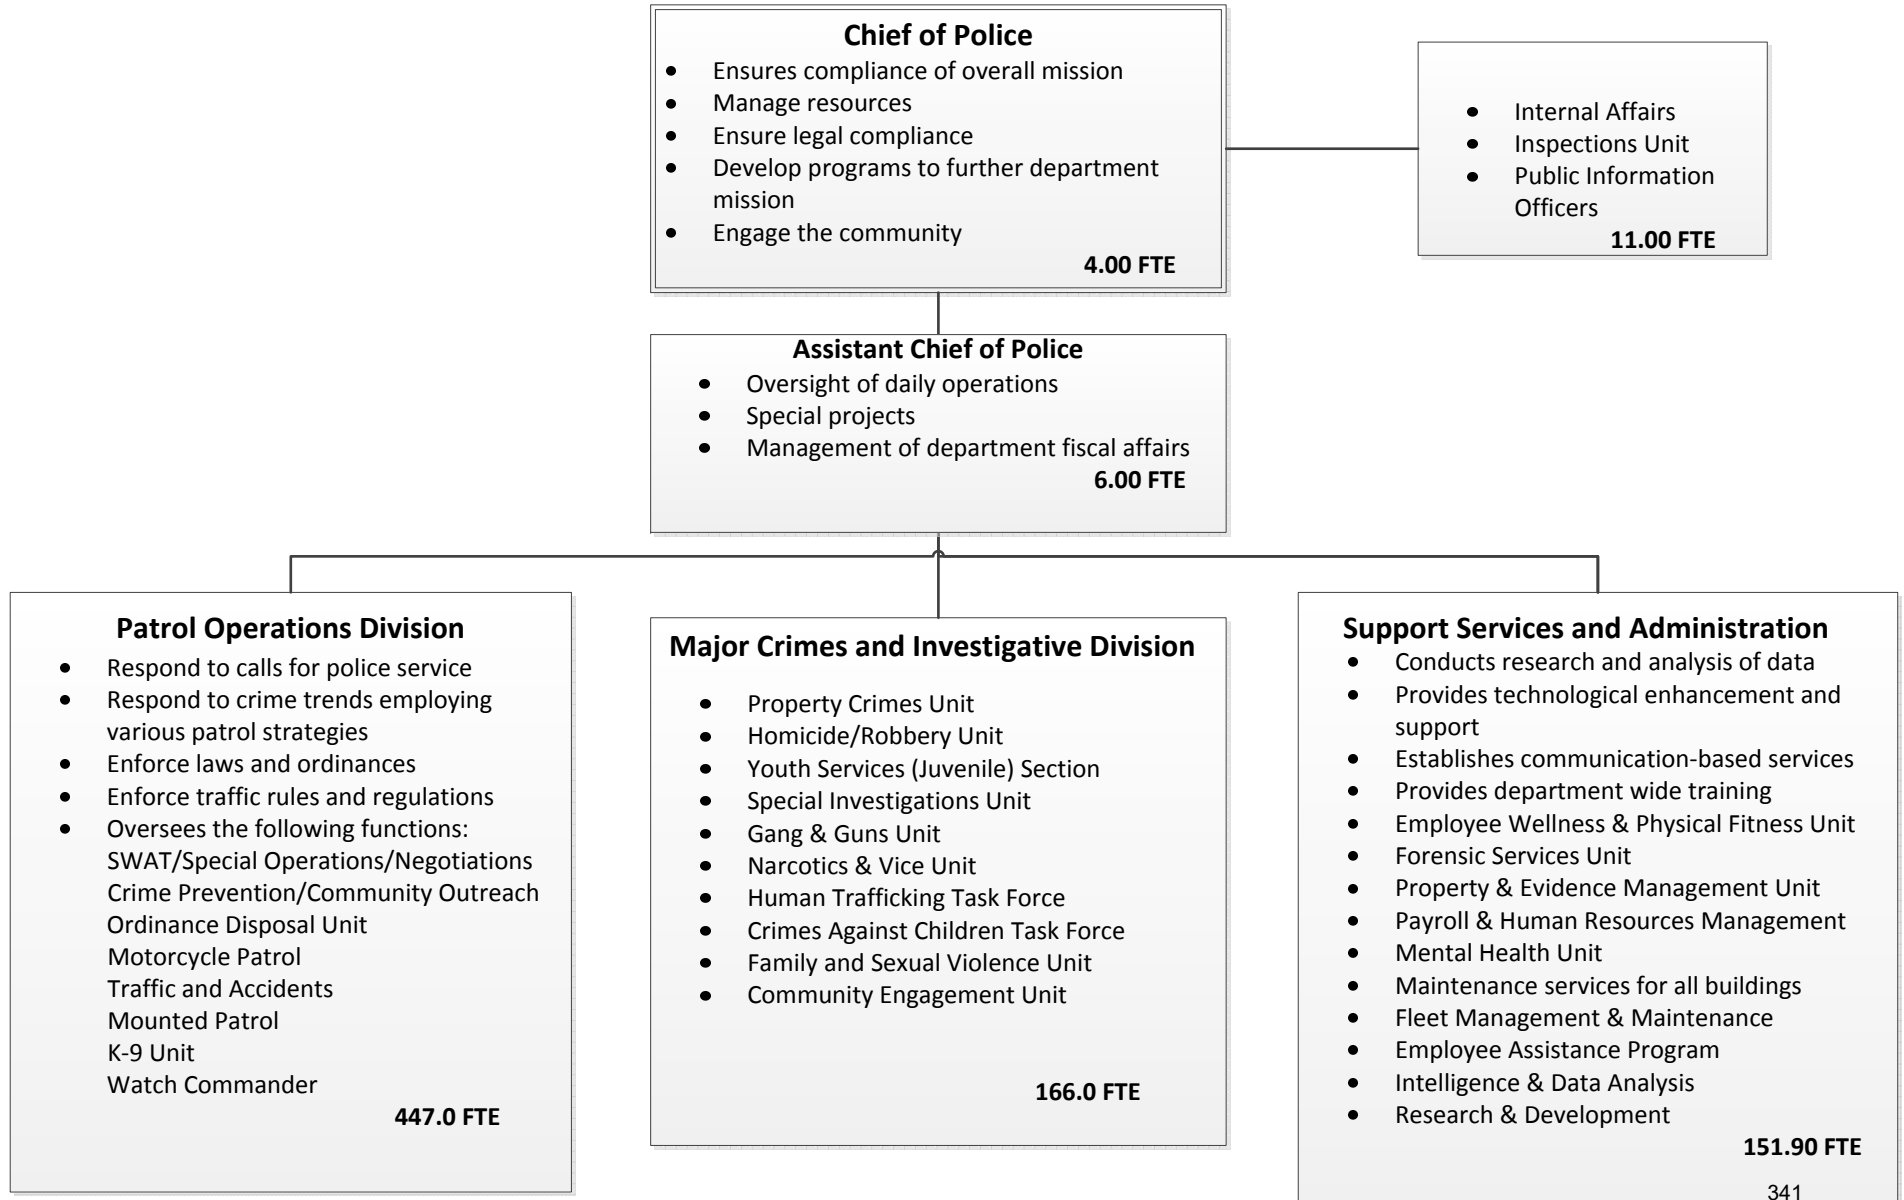 Chief of Police
• Ensures compliance of overall mission
• Manage resources
• Ensure legal compliance
• Develop programs to further department
mission
• Engage the community
4.00 FTE
• Internal Affairs
• Inspections Unit
• Public Information
Officers
11.00 FTE
Assistant Chief of Police
• Oversight of daily operations
• Special projects
• Management of department fiscal affairs
6.00 FTE
Patrol Operations Division
• Respond to calls for police service
• Respond to crime trends employing
various patrol strategies
• Enforce laws and ordinances
• Enforce traffic rules and regulations
• Oversees the following functions:
SWAT/Special Operations/Negotiations
Crime Prevention/Community Outreach
Ordinance Disposal Unit
Motorcycle Patrol
Traffic and Accidents
Mounted Patrol
K-9 Unit
Watch Commander
447.0 FTE
Major Crimes and Investigative Division
• Property Crimes Unit
• Homicide/Robbery Unit
• Youth Services (Juvenile) Section
• Special Investigations Unit
• Gang & Guns Unit
• Narcotics & Vice Unit
• Human Trafficking Task Force
• Crimes Against Children Task Force
• Family and Sexual Violence Unit
• Community Engagement Unit
166.0 FTE
Support Services and Administration
• Conducts research and analysis of data
• Provides technological enhancement and
support
• Establishes communication-based services
• Provides department wide training
• Employee Wellness & Physical Fitness Unit
• Forensic Services Unit
• Property & Evidence Management Unit
• Payroll & Human Resources Management
• Mental Health Unit
• Maintenance services for all buildings
• Fleet Management & Maintenance
• Employee Assistance Program
• Intelligence & Data Analysis
• Research & Development
151.90 FTE
341